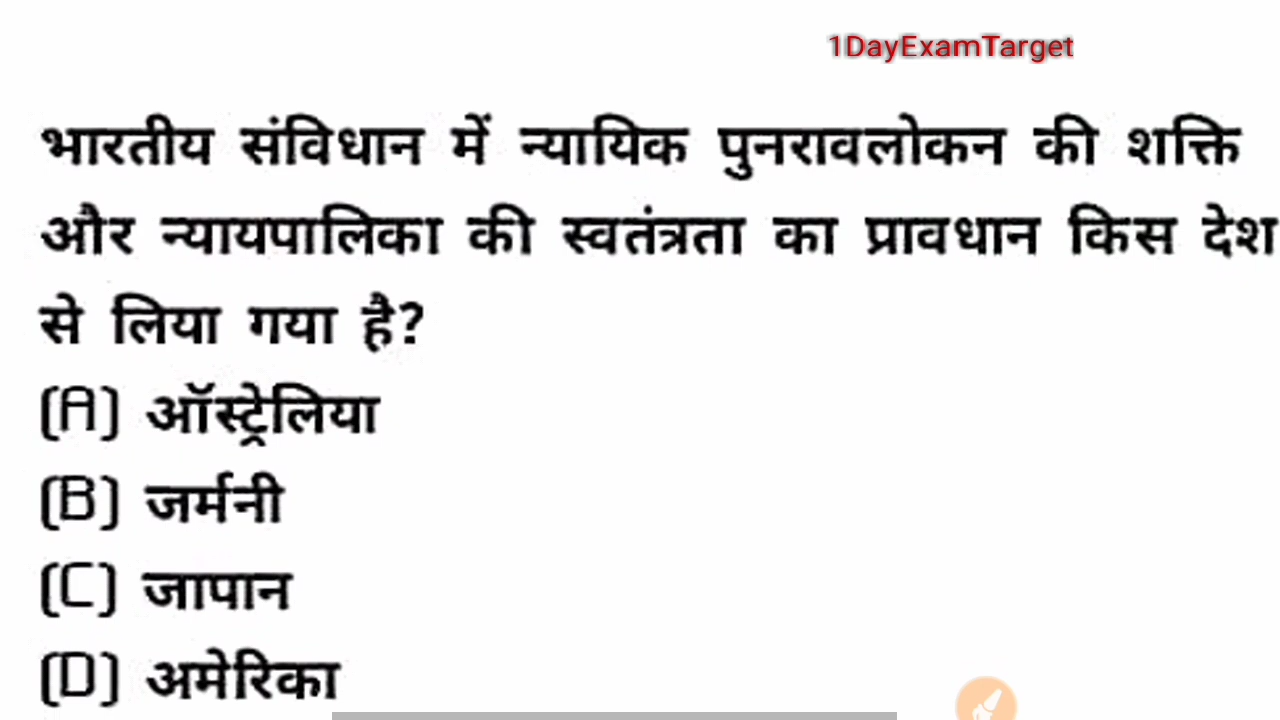 1DayExamTarget
भारतीय संविधान में न्यायिक पुनरावलोकन की शक्ति
और न्यायपालिका की स्वतंत्रता का प्रावधान किस देश
से लिया गया है?
(A) ऑस्ट्रेलिया
(B) जर्मनी
(C) जापान
(D) अमेरिका